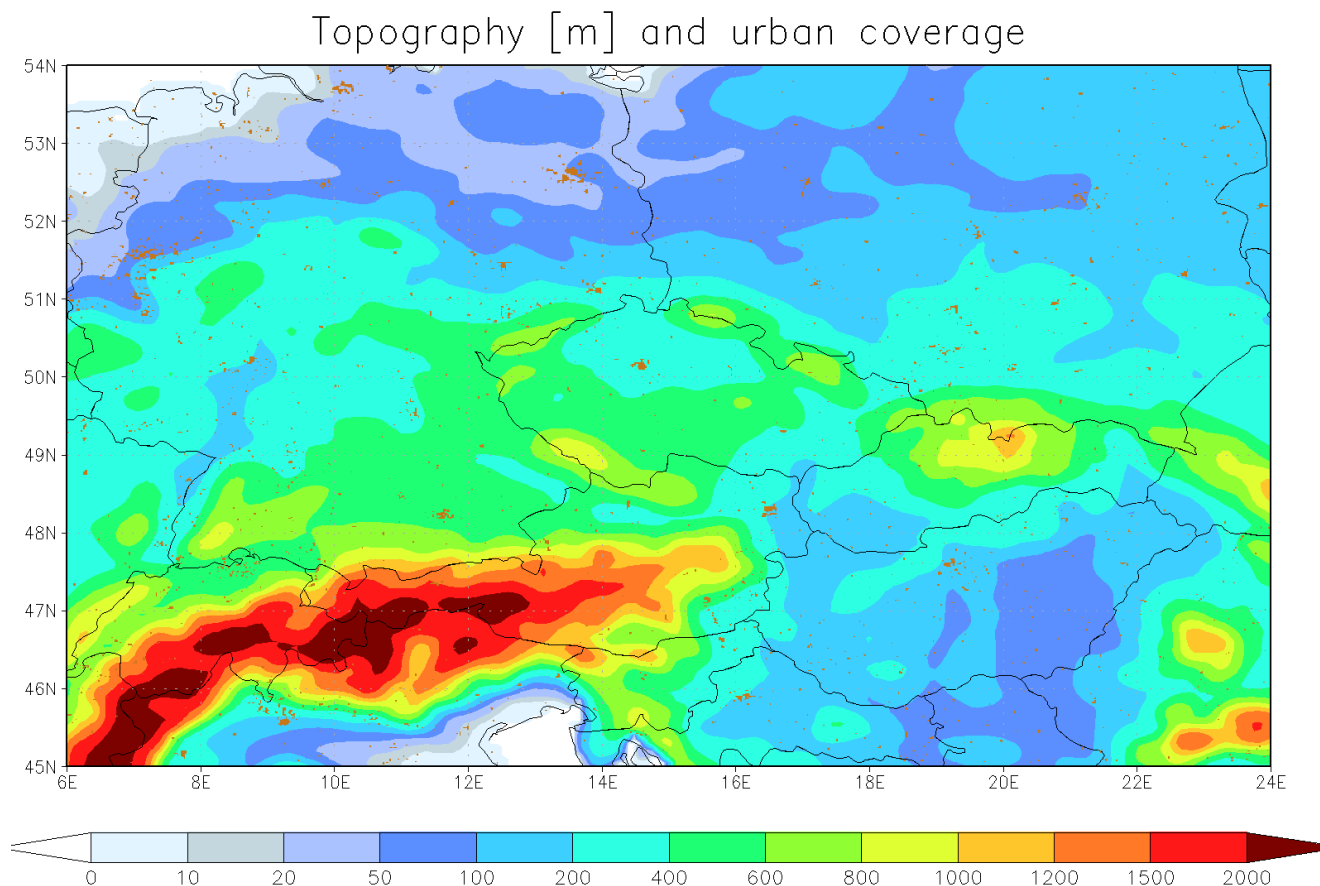 Topography [m] and urban coverage
54N
53N
52N
51N
50N
49N
48N
47N
46N
45N
6E 8E 10E 12E 14E 16E 18E 20E 22E 24E
0 10 20 50 100 200 400 600 800 1000 1200 1500 2000